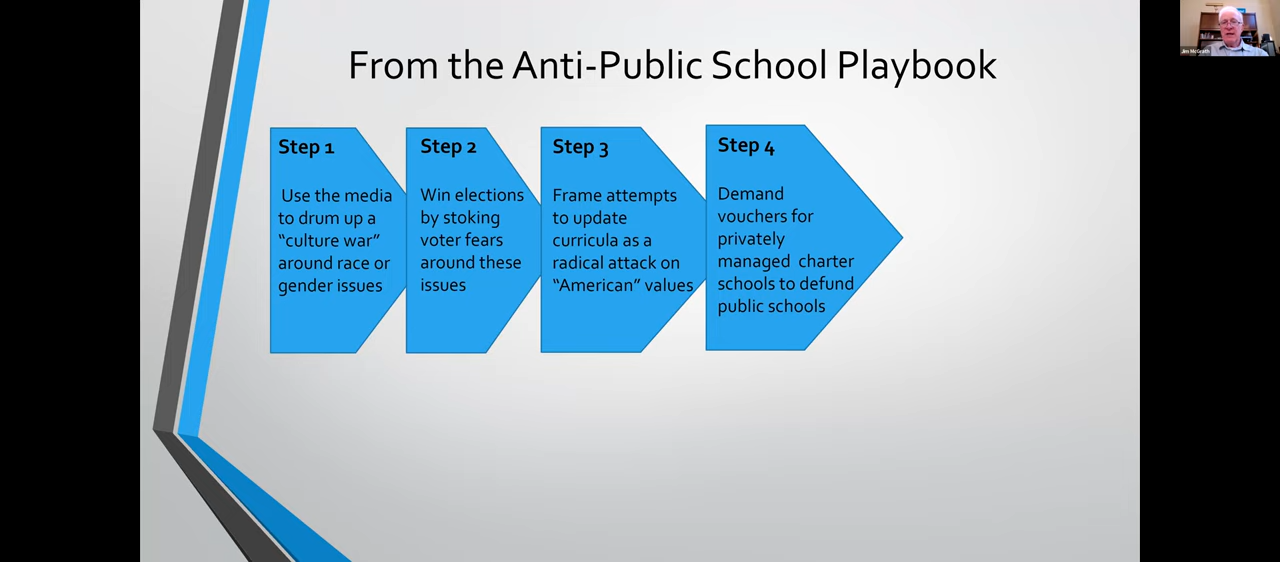 From the Anti-Public School Playbook
Step 1
Use the media
to drum up a
“culture war”
around race or
gender issues
Step 2
Win elections
by stoking
voter fears
around these
issues
Step 3
Frame attempts
to update
curricula as a
radical attack on
“American” values
Step 4
Demand
vouchers for
privately
managed charter
schools to defund
public schools
Jim McGrath